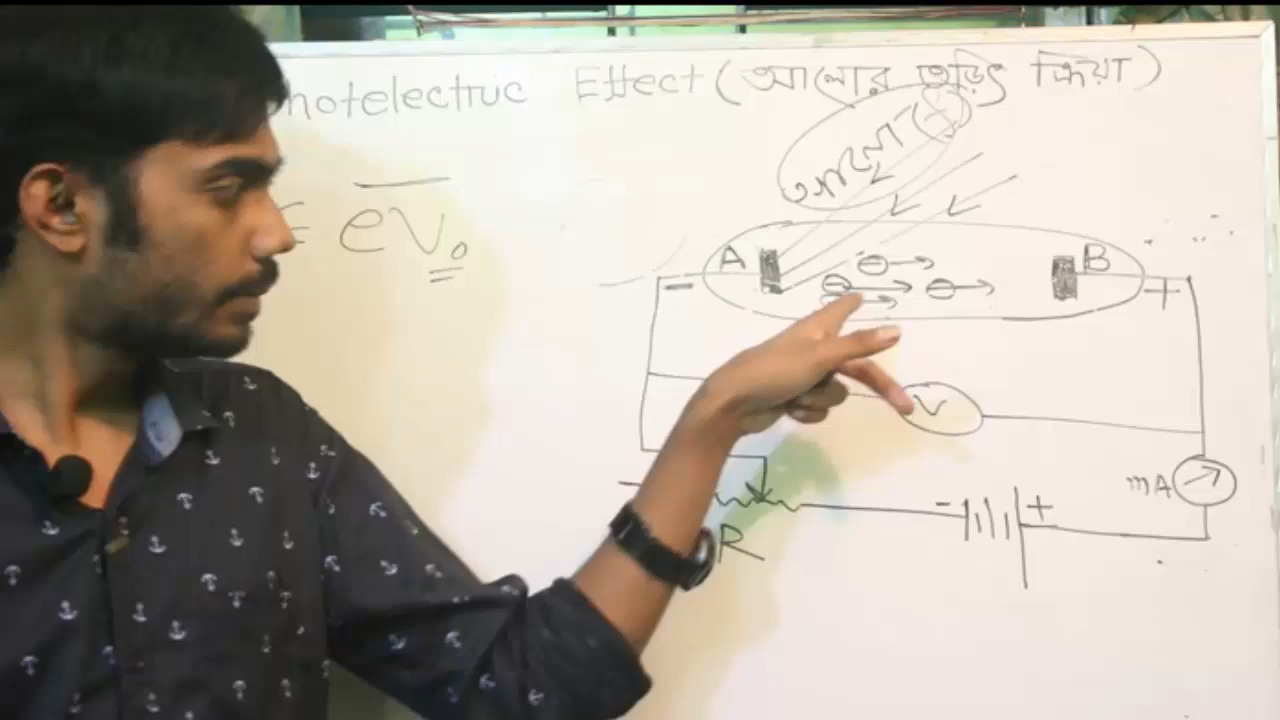 hotelectric Effect (আলোর তড়িৎ ক্রিয়া)
আলো (f)
= eV₀
A
B
-
+
V
mA
- +
R